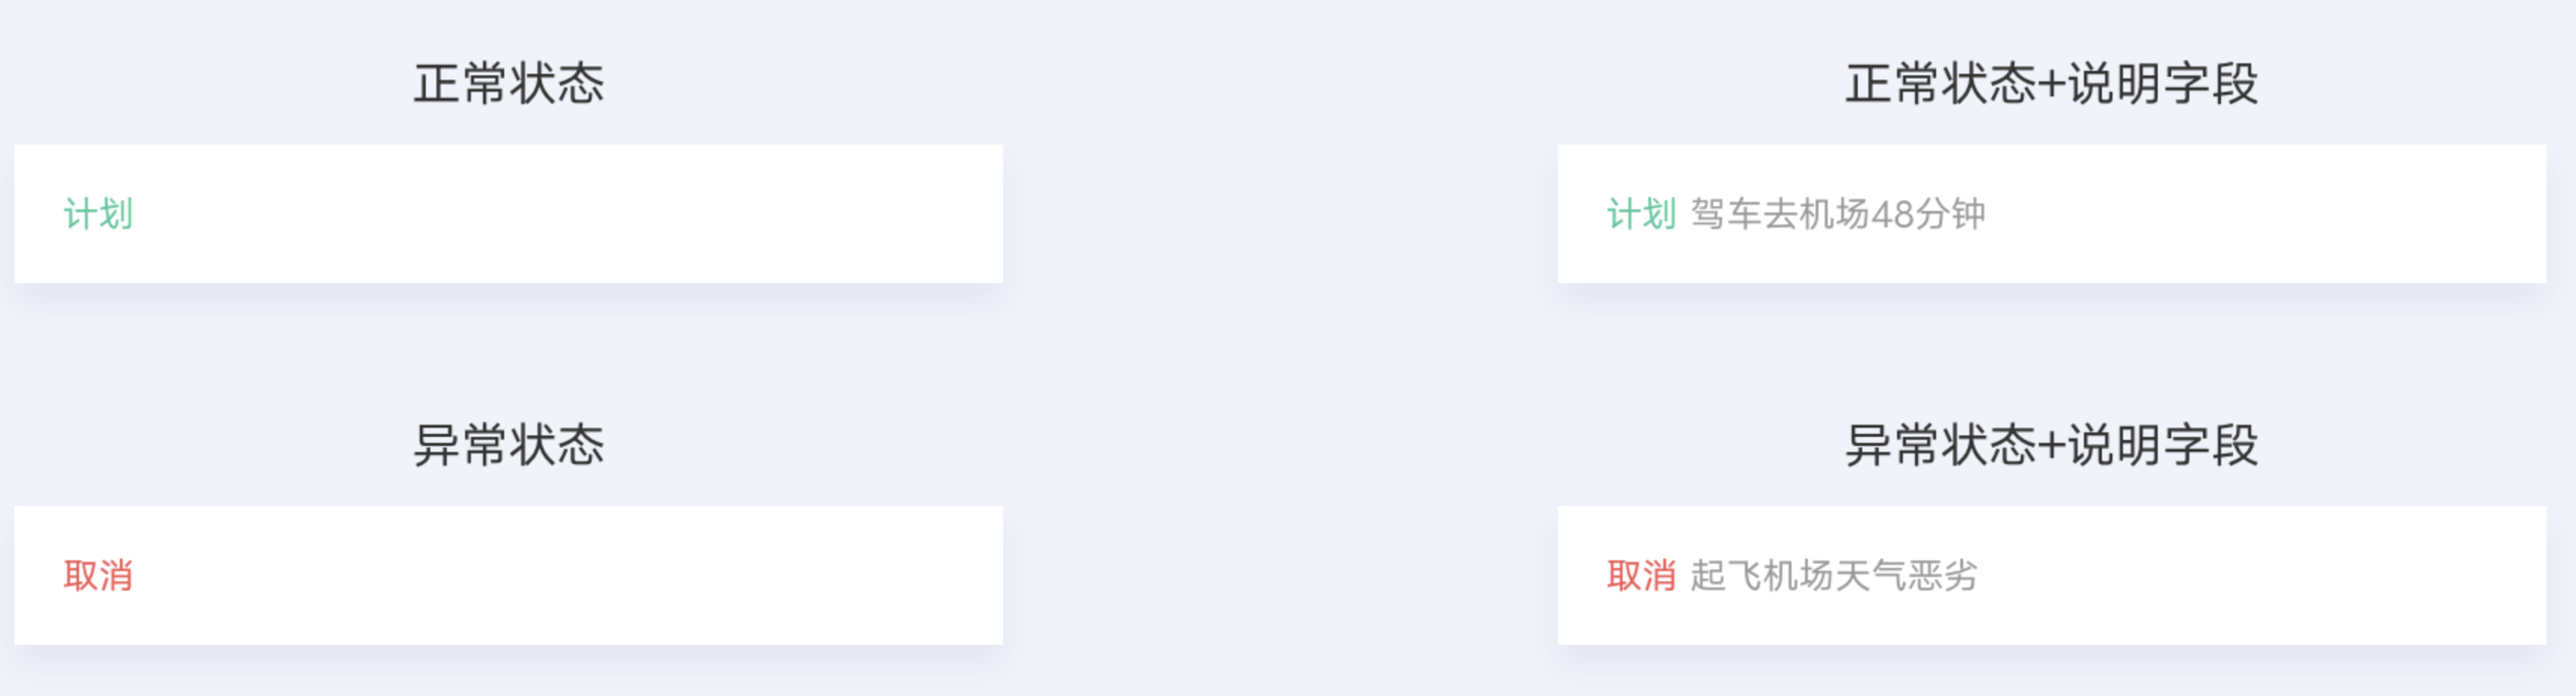 正常状态
正常状态+说明字段
计划
计划 驾车去机场48分钟
异常状态
异常状态+说明字段
取消
取消 起飞机场天气恶劣